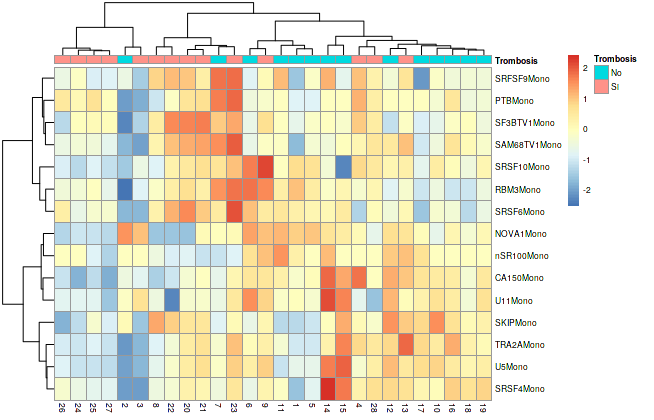 Trombosis
Trombosis
No
SI
2
1
0
-1
-2
SRFSF9Mono
PTBMono
SF3BTV1Mono
SAM68TV1Mono
SRSF10Mono
RBM3Mono
SRSF6Mono
NOVA1Mono
nSR100Mono
CA150Mono
U11Mono
SKIPMono
TRA2AMono
U5Mono
SRSF4Mono
26 24 25 27 2 3 8 22 20 21 7 23 6 9 11 1 5 14 15 4 28 12 13 17 10 16 18 19